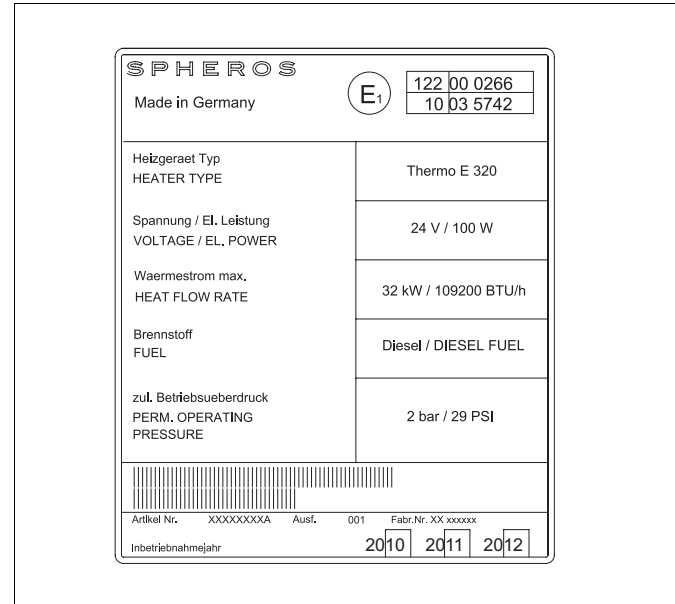 SPHEROS
Made in Germany
E1
122 00 0266
10 03 5742
Heizgeraet Typ
HEATER TYPE
Thermo E 320
Spannung / El. Leistung
VOLTAGE / EL. POWER
24 V / 100 W
Waermestrom max.
HEAT FLOW RATE
32 kW / 109200 BTU/h
Brennstoff
FUEL
Diesel / DIESEL FUEL
zul. Betriebsueberdruck
PERM. OPERATING
PRESSURE
2 bar / 29 PSI
Artikel Nr. XXXXXXXXA Ausf. 001 Fabr.Nr. XX xxxxxx
Inbetriebnahmejahr 2010 2011 2012